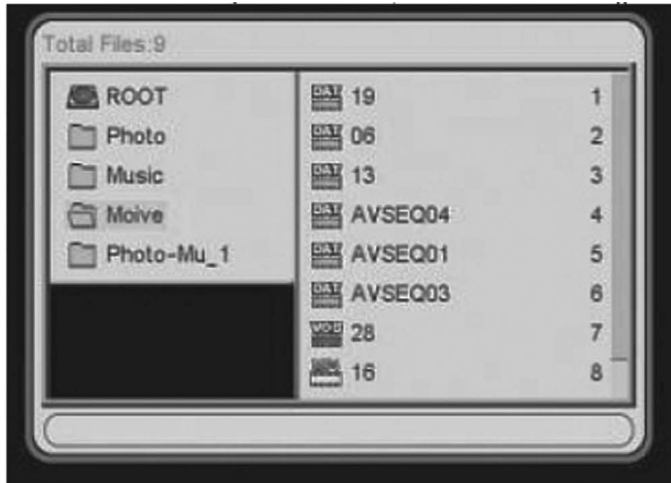 Total Files:9
ROOT
Photo
Music
Moive
Photo-Mu_1
DAT 19 1
DAT 06 2
DAT 13 3
DAT AVSEQ04 4
DAT AVSEQ01 5
DAT AVSEQ03 6
VOB 28 7
16 8